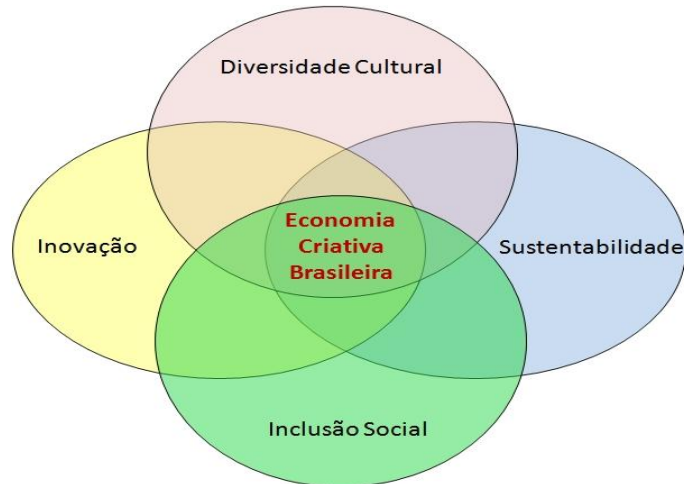 Diversidade Cultural
Economia
Criativa
Brasileira
Inovação
Sustentabilidade
Inclusão Social